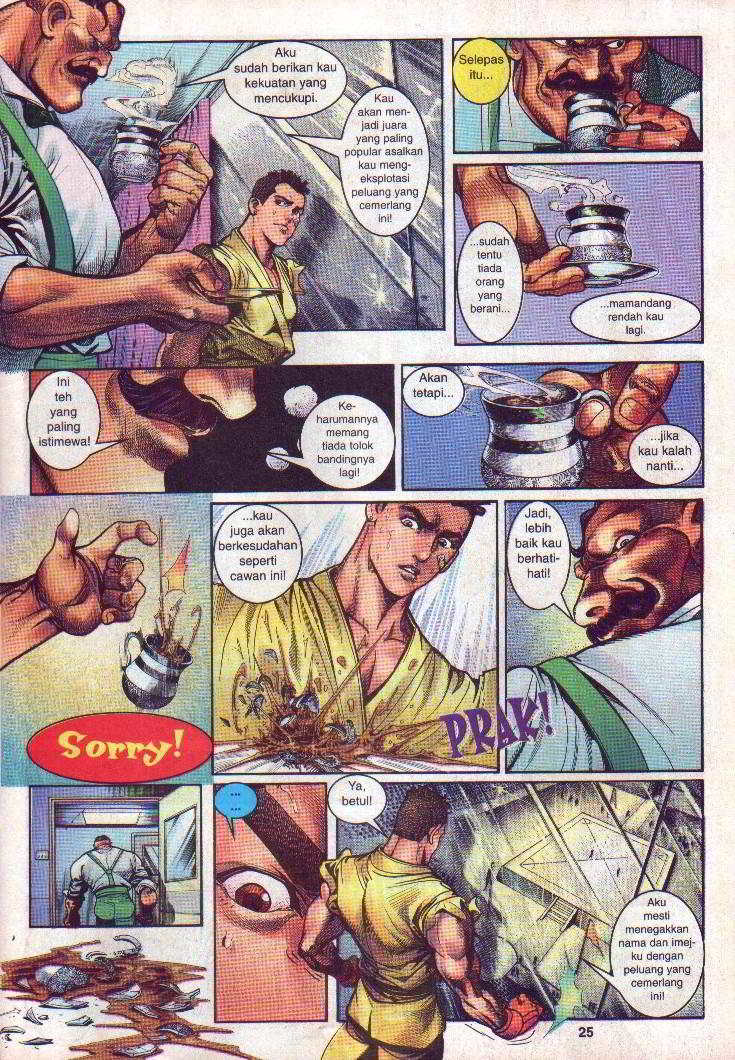 Aku
sudah berikan kau
kekuatan yang
mencukupi.
Kau
akan men-
jadi juara
yang paling
popular asalkan
kau meng-
eksplotasi
peluang yang
cemerlang
ini!
Selepas
itu...
...sudah
tentu
tiada
orang
yang
berani...
...mamandang
rendah kau
lagi.
Ini
teh
yang
paling
istimewa!
Ke-
harumannya
memang
tiada tolok
bandingnya
lagi!
Akan
tetapi...
...jika
kau kalah
nanti...
Sorry!
...kau
juga akan
berkesudahan
seperti
cawan ini!
PRAK!
Jadi,
lebih
baik kau
berhati-
hati!
...
...
Ya,
betul!
Aku
mesti
menegakkan
nama dan imej-
ku dengan
peluang yang
cemerlang
ini!
25